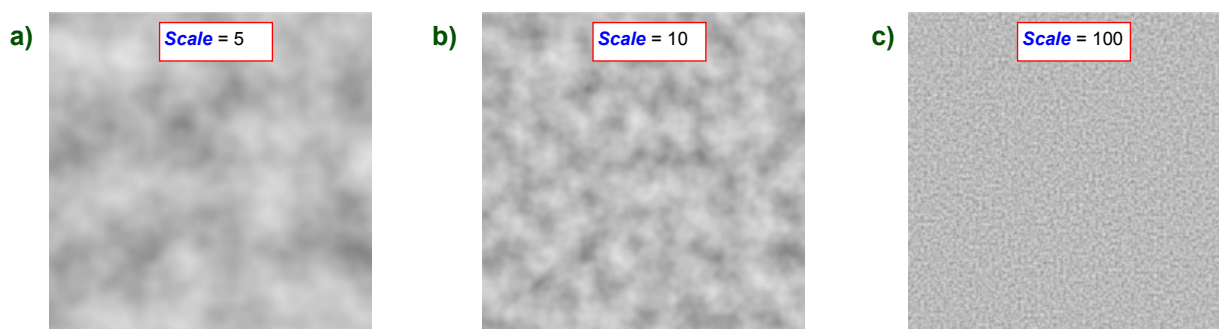 a)
Scale = 5
b)
Scale = 10
c)
Scale = 100